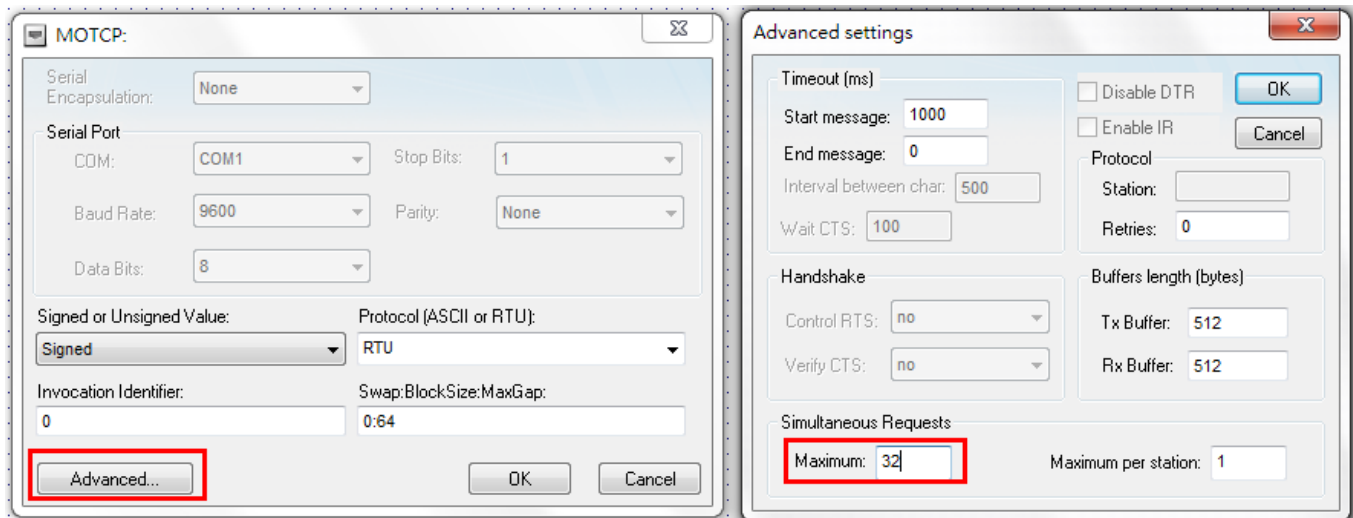 MOTCP:
Serial
Encapsulation:
None
Serial Port
COM:
COM1
Stop Bits:
1
Baud Rate:
9600
Parity:
None
Data Bits:
8
Signed or Unsigned Value:
Protocol (ASCII or RTU):
Signed
RTU
Invocation Identifier:
Swap:BlockSize:MaxGap:
0
0:64
Advanced...
OK
Cancel
Advanced settings
Timeout (ms)
Start message:
1000
End message:
0
Interval between char:
500
Wait CTS:
100
Disable DTR
Enable IR
OK
Cancel
Protocol
Station:
Retries:
0
Handshake
Control RTS:
no
Verify CTS:
no
Buffers length (bytes)
Tx Buffer:
512
Rx Buffer:
512
Simultaneous Requests
Maximum:
32
Maximum per station:
1